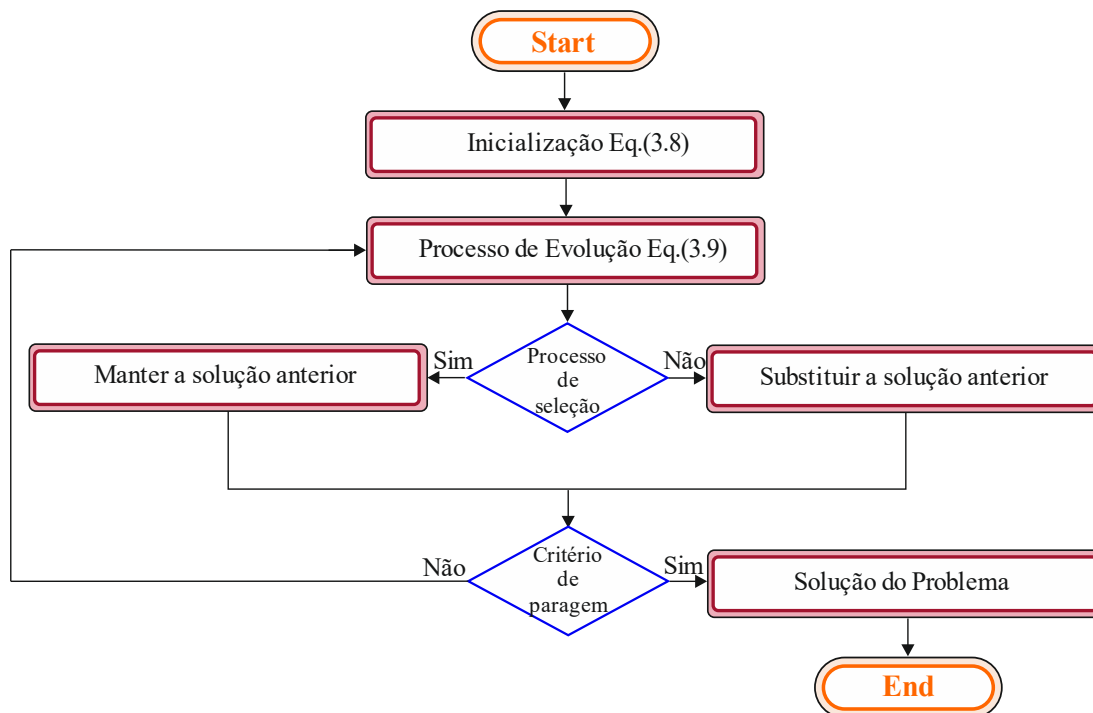 Start
Inicialização Eq.(3.8)
Processo de Evolução Eq.(3.9)
Manter a solução anterior
Sim
Processo
de
seleção
Não
Substituir a solução anterior
Não
Critério
de
paragem
Sim
Solução do Problema
End